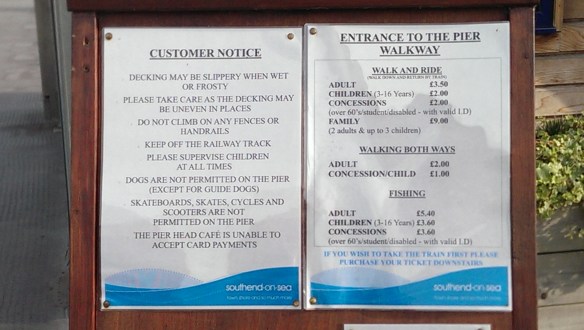 CUSTOMER NOTICE
DECKING MAY BE SLIPPERY WHEN WET
OR FROSTY
PLEASE TAKE CARE AS THE DECKING MAY
BE UNEVEN IN PLACES
DO NOT CLIMB ON ANY FENCES OR
HANDRAILS
KEEP OFF THE RAILWAY TRACK
PLEASE SUPERVISE CHILDREN
AT ALL TIMES
DOGS ARE NOT PERMITTED ON THE PIER
(EXCEPT FOR GUIDE DOGS)
SKATEBOARDS, SKATES, CYCLES AND
SCOOTERS ARE NOT
PERMITTED ON THE PIER
THE PIER HEAD CAFÉ IS UNABLE TO
ACCEPT CARD PAYMENTS
southend-on-sea
ENTRANCE TO THE PIER
WALKWAY
WALK AND RIDE
(WALK DOWN AND RETURN BY TRAIN)
ADULT £3.50
CHILDREN (3-16 Years) £2.00
CONCESSIONS £2.00
(over 60's/student/disabled - with valid I.D)
FAMILY £9.00
(2 adults & up to 3 children)
WALKING BOTH WAYS
ADULT £2.00
CONCESSION/CHILD £1.00
FISHING
ADULT £5.40
CHILDREN (3-16 Years) £3.60
CONCESSIONS £3.60
(over 60's/student/disabled - with valid I.D)
IF YOU WISH TO TAKE THE TRAIN FIRST PLEASE
PURCHASE YOUR TICKET DOWNSTAIRS.
southend-on-sea